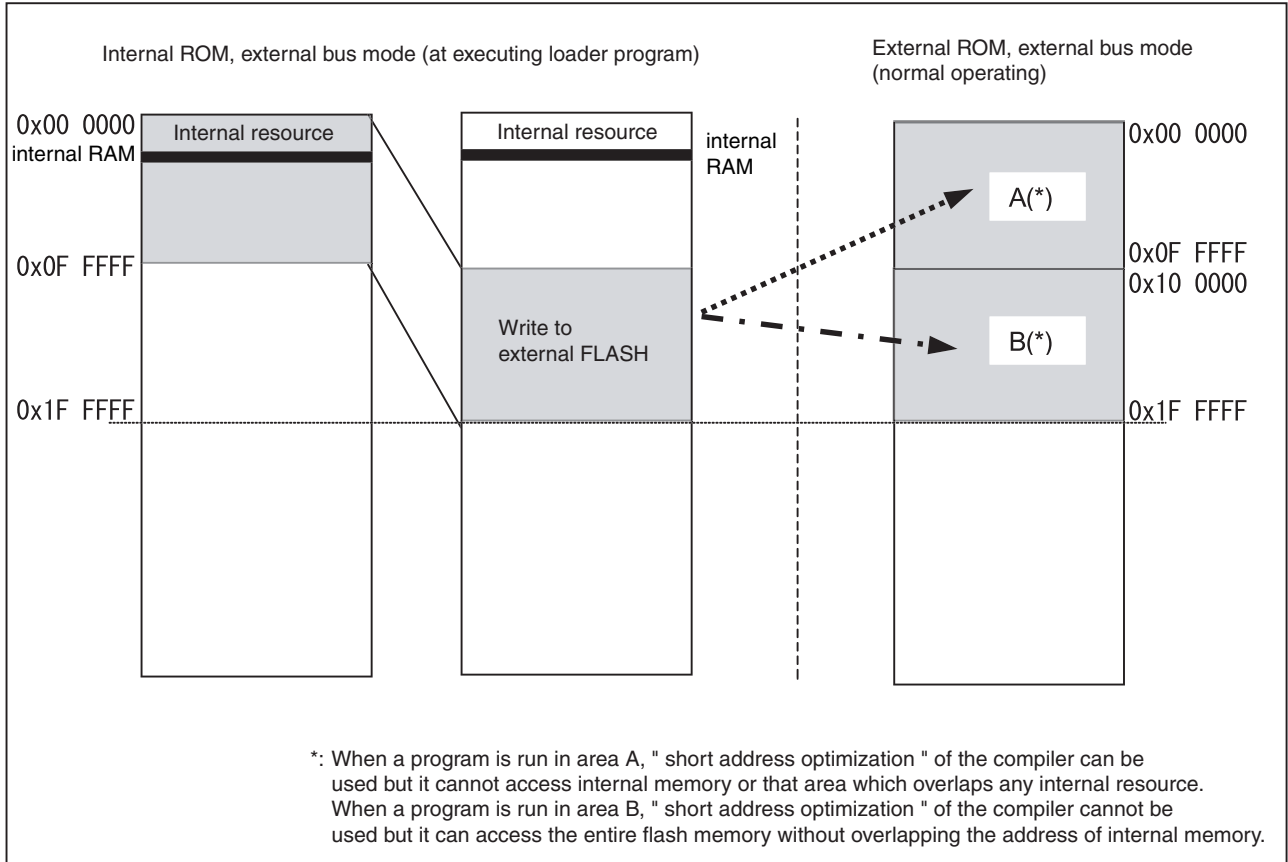 Internal ROM, external bus mode (at executing loader program)
External ROM, external bus mode
(normal operating)
0x00 0000
internal RAM
Internal resource
0x0F FFFF
0x1F FFFF
Internal resource
internal
RAM
Write to
external FLASH
A(*)
B(*)
0x00 0000
0x0F FFFF
0x10 0000
0x1F FFFF
*: When a program is run in area A, " short address optimization " of the compiler can be
used but it cannot access internal memory or that area which overlaps any internal resource.
When a program is run in area B, " short address optimization " of the compiler cannot be
used but it can access the entire flash memory without overlapping the address of internal memory.